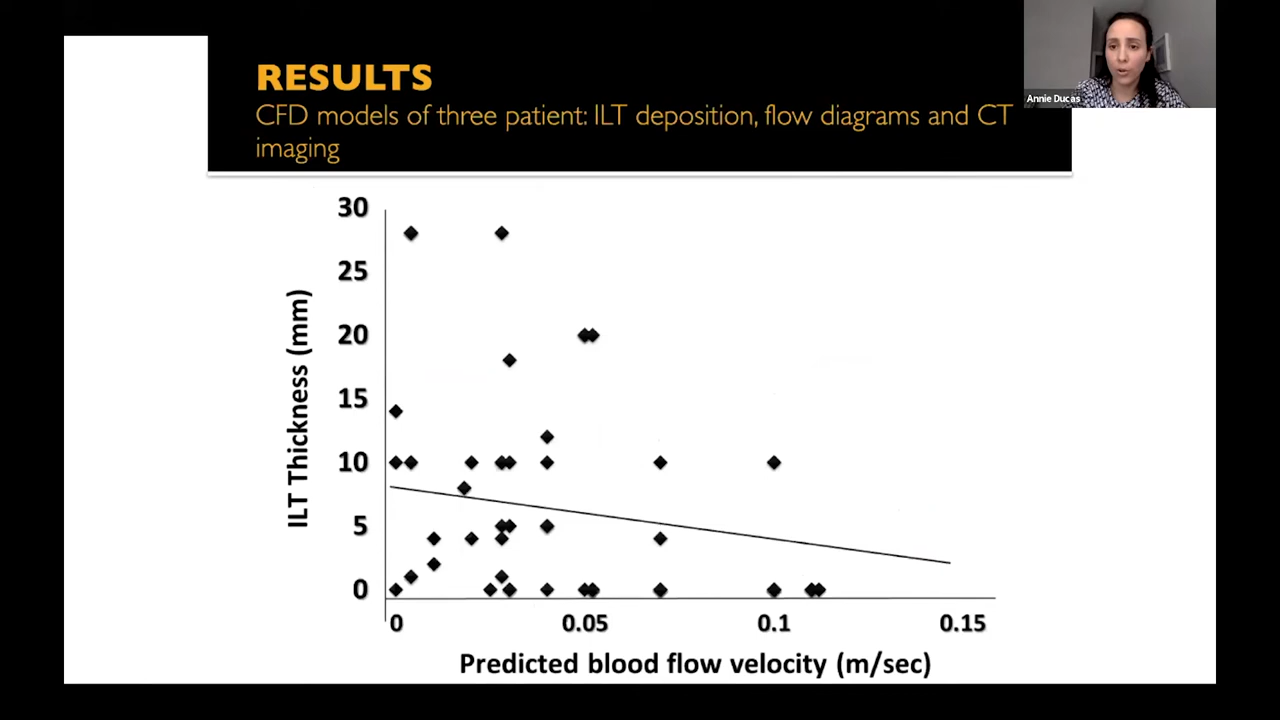 RESULTS
CFD models of three patient: ILT deposition, flow diagrams and CT
imaging
Annie Ducas
30
25
20
15
10
5
0
ILT Thickness (mm)
0 0.05 0.1 0.15
Predicted blood flow velocity (m/sec)